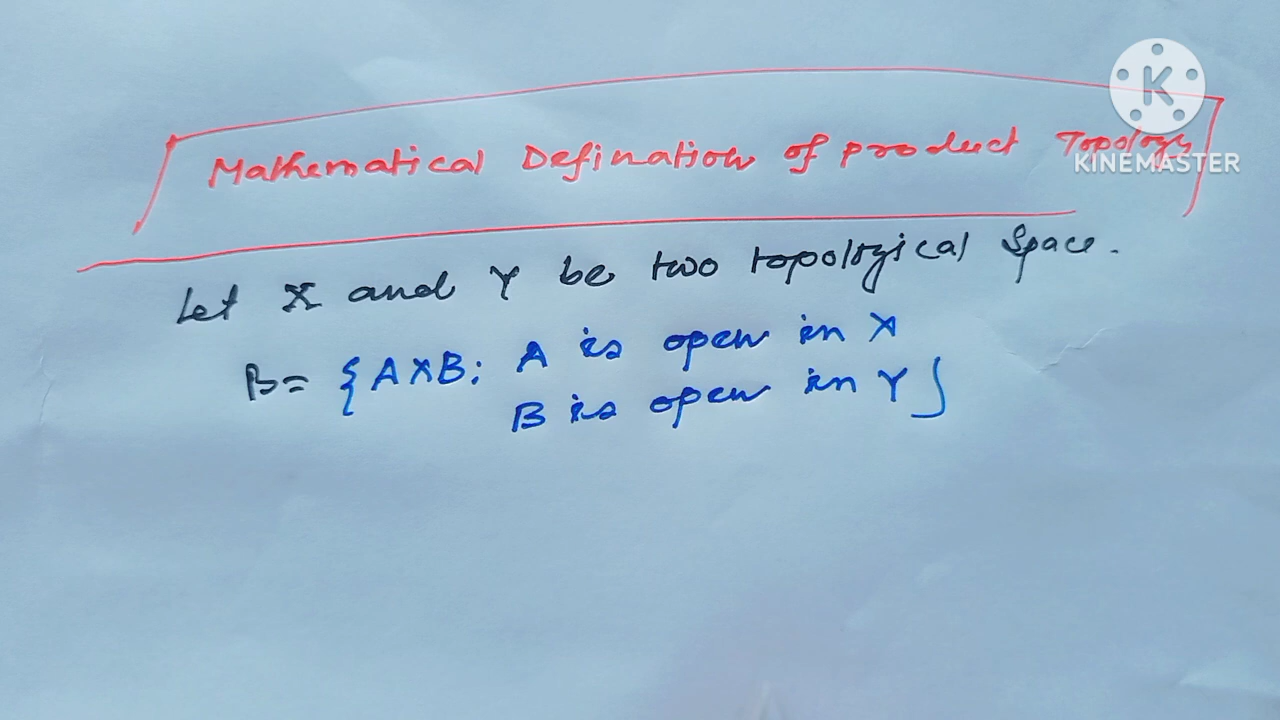 Mathematical Defination of product Topology
KINEMASTER
Let X and Y be two topological Space.
B = {A×B: A is open in X
B is open in Y}